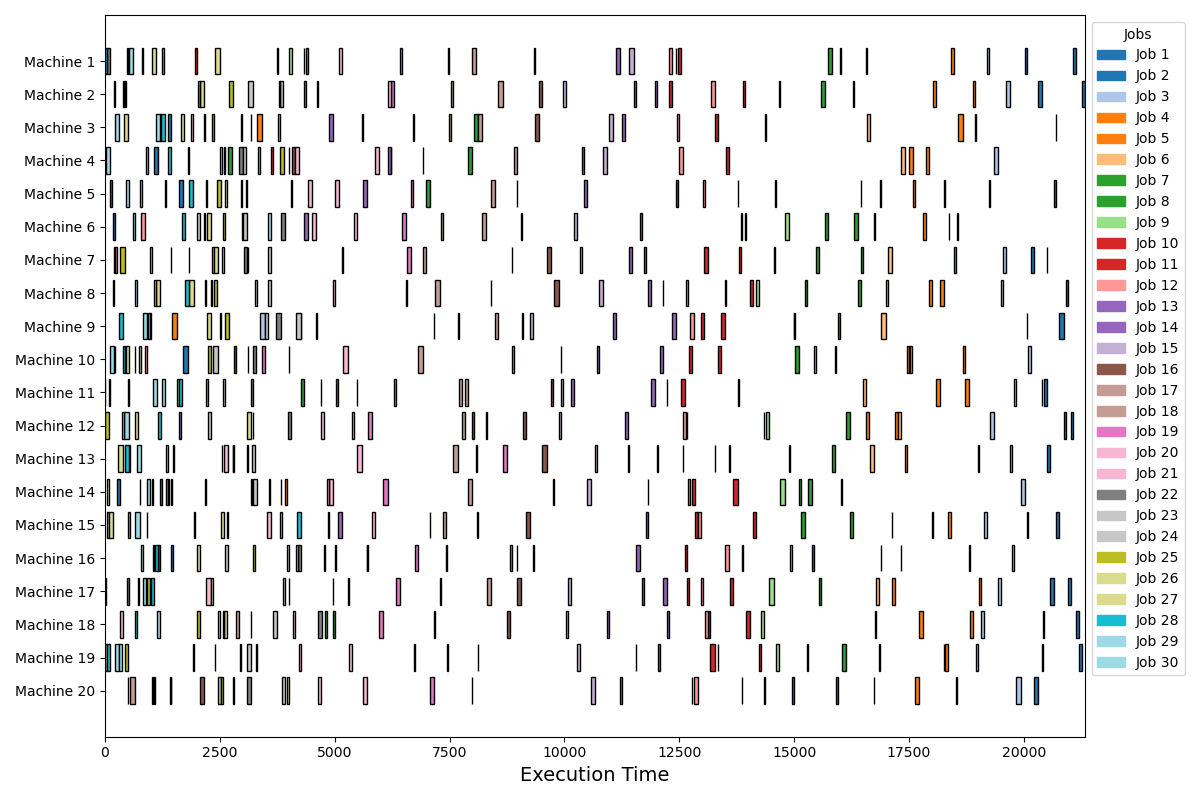 Machine 1
Machine 2
Machine 3
Machine 4
Machine 5
Machine 6
Machine 7
Machine 8
Machine 9
Machine 10
Machine 11
Machine 12
Machine 13
Machine 14
Machine 15
Machine 16
Machine 17
Machine 18
Machine 19
Machine 20
0 2500 5000 7500 10000 12500 15000 17500 20000
Execution Time
Jobs
Job 1
Job 2
Job 3
Job 4
Job 5
Job 6
Job 7
Job 8
Job 9
Job 10
Job 11
Job 12
Job 13
Job 14
Job 15
Job 16
Job 17
Job 18
Job 19
Job 20
Job 21
Job 22
Job 23
Job 24
Job 25
Job 26
Job 27
Job 28
Job 29
Job 30